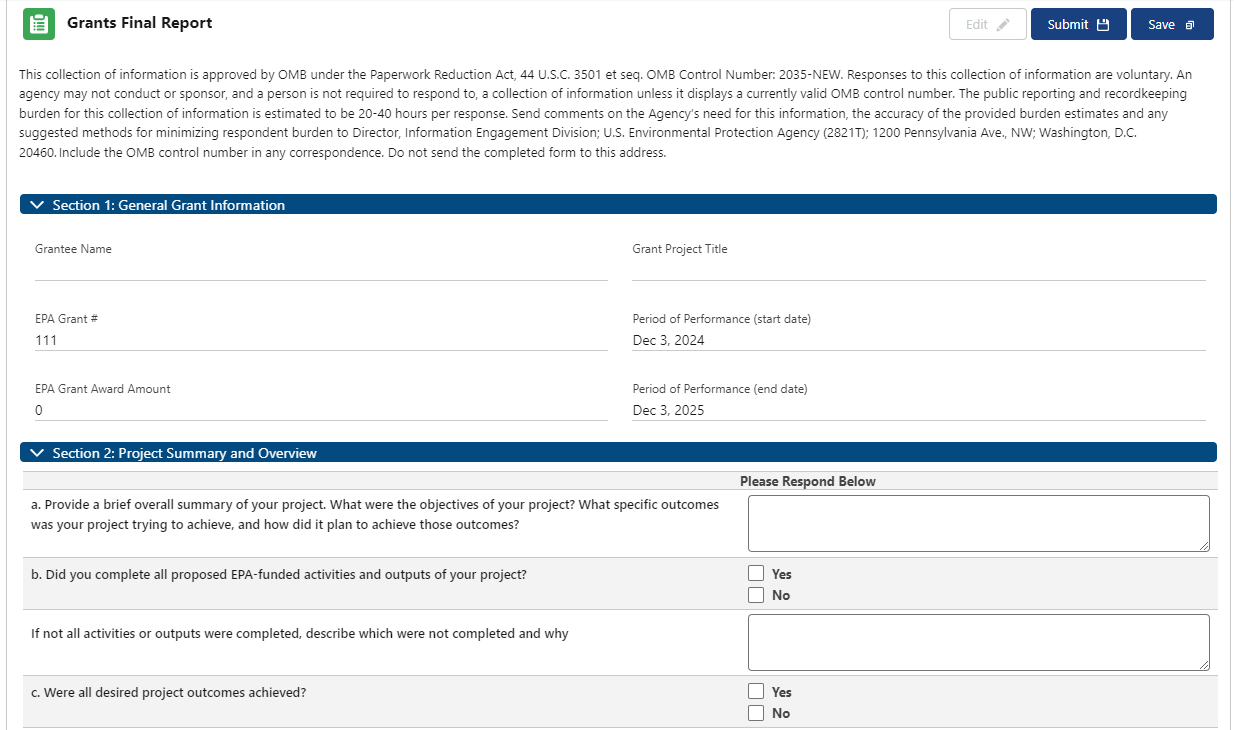 Grants Final Report
Edit
Submit
Save
This collection of information is approved by OMB under the Paperwork Reduction Act, 44 U.S.C. 3501 et seq. OMB Control Number: 2035-NEW. Responses to this collection of information are voluntary. An
agency may not conduct or sponsor, and a person is not required to respond to, a collection of information unless it displays a currently valid OMB control number. The public reporting and recordkeeping
burden for this collection of information is estimated to be 20-40 hours per response. Send comments on the Agency's need for this information, the accuracy of the provided burden estimates and any
suggested methods for minimizing respondent burden to Director, Information Engagement Division; U.S. Environmental Protection Agency (2821T); 1200 Pennsylvania Ave., NW; Washington, D.C.
20460. Include the OMB control number in any correspondence. Do not send the completed form to this address.
Section 1: General Grant Information
Grantee Name
Grant Project Title
EPA Grant #
Period of Performance (start date)
111
Dec 3, 2024
EPA Grant Award Amount
Period of Performance (end date)
0
Dec 3, 2025
Section 2: Project Summary and Overview
Please Respond Below
a. Provide a brief overall summary of your project. What were the objectives of your project? What specific outcomes
was your project trying to achieve, and how did it plan to achieve those outcomes?
b. Did you complete all proposed EPA-funded activities and outputs of your project?
Yes
No
If not all activities or outputs were completed, describe which were not completed and why
c. Were all desired project outcomes achieved?
Yes
No